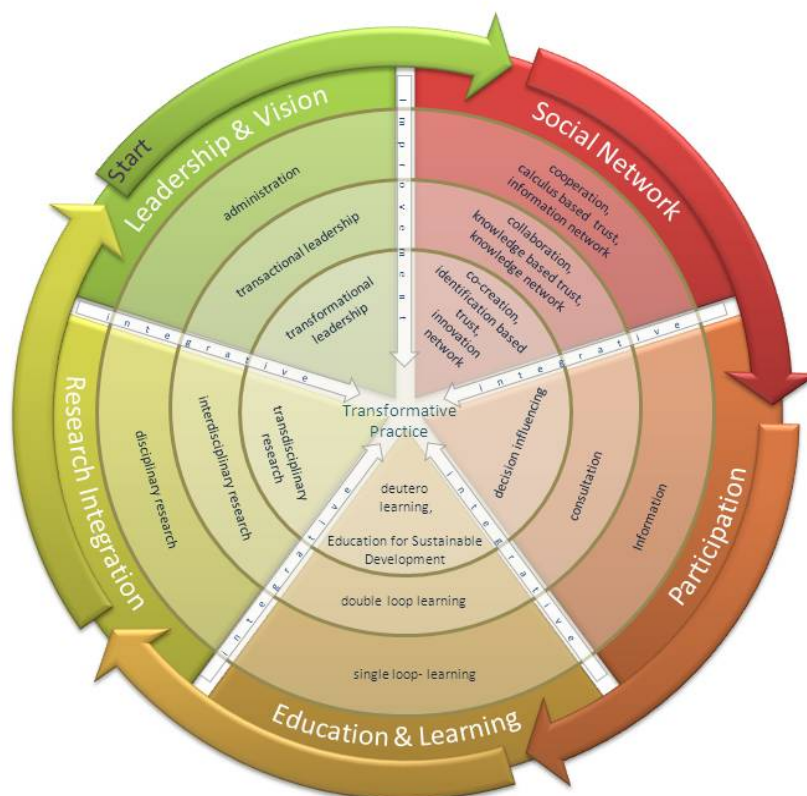 Start
Leadership & Vision
administration
transactional leadership
transformational
leadership
Improvement
Social Network
cooperation,
calculus based trust,
information network
collaboration,
knowledge based trust,
knowledge network
co-creation,
identification based
trust,
innovation
network
integrative
Participation
Information
consultation
decision influencing
integrative
Education & Learning
single loop- learning
double loop learning
deutero
learning,
Education for Sustainable
Development
integrative
Research Integration
disciplinary research
interdisciplinary research
transdisciplinary
research
integrative
Transformative
Practice